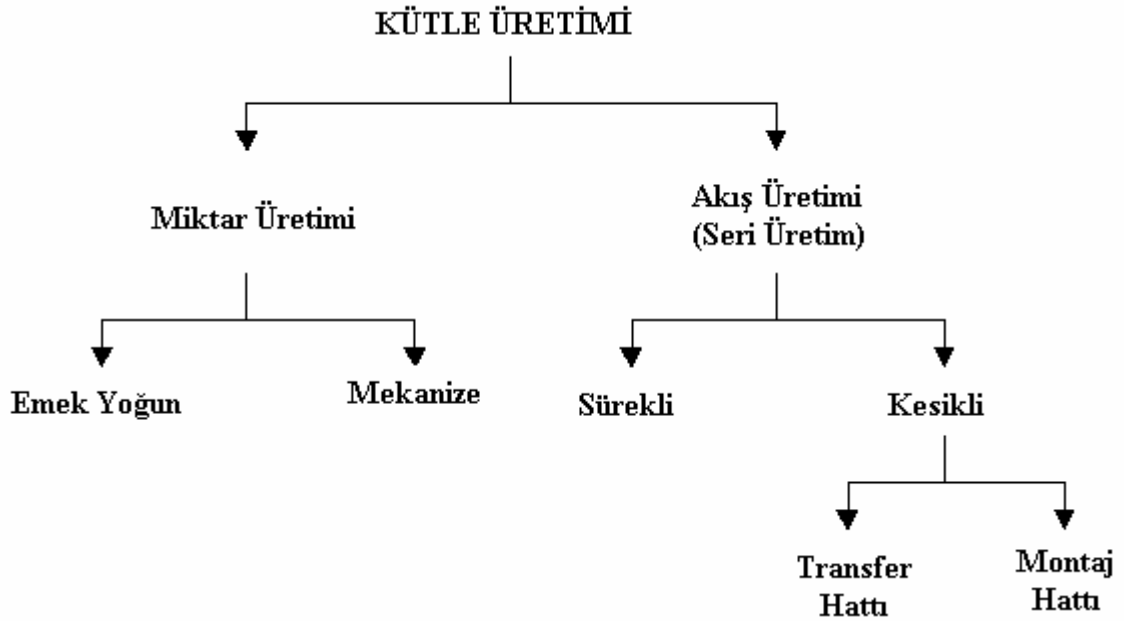 KÜTLE ÜRETİMİ
Miktar Üretimi
Akış Üretimi
(Seri Üretim)
Emek Yoğun
Mekanize
Sürekli
Kesikli
Transfer
Hattı
Montaj
Hattı